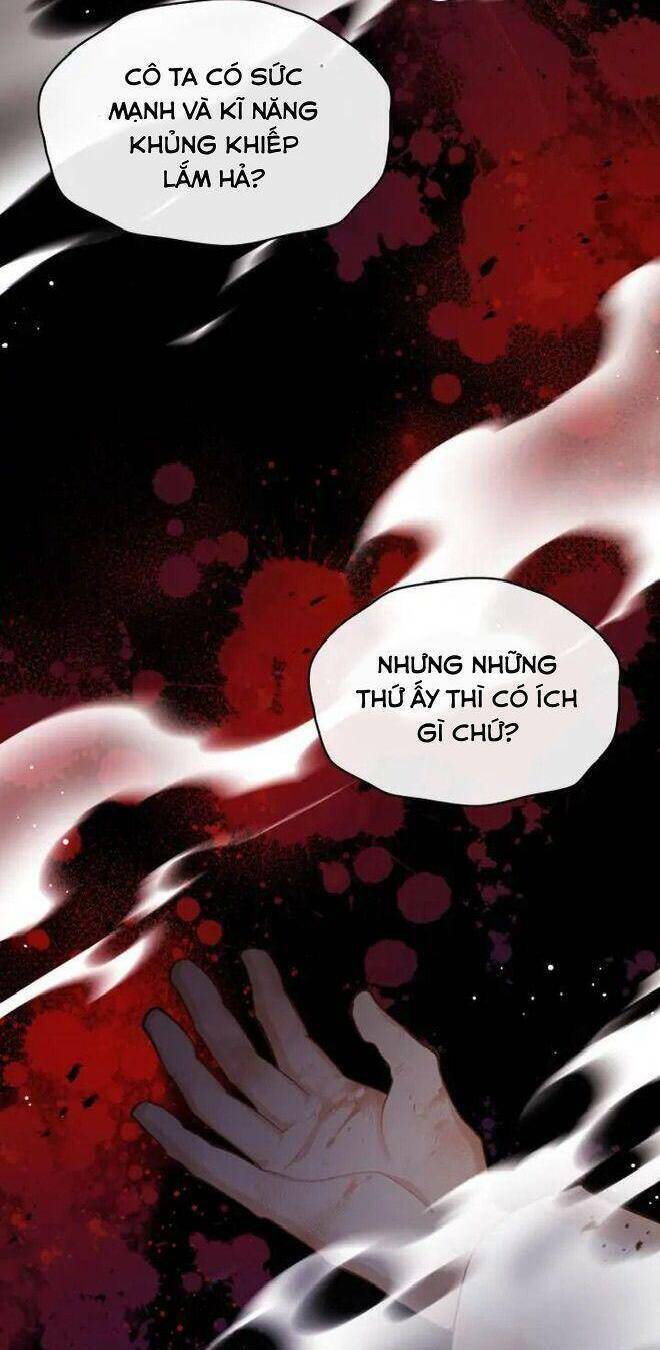 CÔ TA CÓ SỨC
MẠNH VÀ KĨ NĂNG
KHỦNG KHIẾP
LẮM HẢ?
NHƯNG NHỮNG
THỨ ẤY THÌ CÓ ÍCH
GÌ CHỨ?